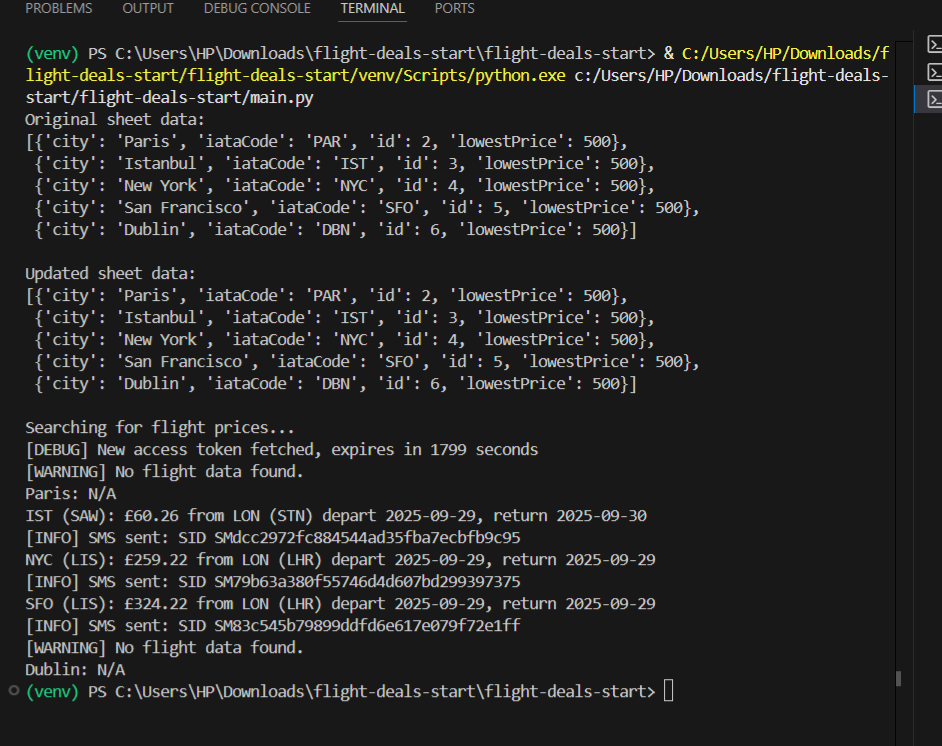 PROBLEMS OUTPUT DEBUG CONSOLE TERMINAL PORTS
(venv) PS C:\Users\HP\Downloads\flight-deals-start\flight-deals-start> & C:/Users/HP/Downloads/f
light-deals-start/flight-deals-start/venv/Scripts/python.exe c:/Users/HP/Downloads/flight-deals-
start/flight-deals-start/main.py
Original sheet data:
[{'city': 'Paris', 'iataCode': 'PAR', 'id': 2, 'lowestPrice': 500},
 {'city': 'Istanbul', 'iataCode': 'IST', 'id': 3, 'lowestPrice': 500},
 {'city': 'New York', 'iataCode': 'NYC', 'id': 4, 'lowestPrice': 500},
 {'city': 'San Francisco', 'iataCode': 'SFO', 'id': 5, 'lowestPrice': 500},
 {'city': 'Dublin', 'iataCode': 'DBN', 'id': 6, 'lowestPrice': 500}]
Updated sheet data:
[{'city': 'Paris', 'iataCode': 'PAR', 'id': 2, 'lowestPrice': 500},
 {'city': 'Istanbul', 'iataCode': 'IST', 'id': 3, 'lowestPrice': 500},
 {'city': 'New York', 'iataCode': 'NYC', 'id': 4, 'lowestPrice': 500},
 {'city': 'San Francisco', 'iataCode': 'SFO', 'id': 5, 'lowestPrice': 500},
 {'city': 'Dublin', 'iataCode': 'DBN', 'id': 6, 'lowestPrice': 500}]
Searching for flight prices...
[DEBUG] New access token fetched, expires in 1799 seconds
[WARNING] No flight data found.
Paris: N/A
IST (SAW): £60.26 from LON (STN) depart 2025-09-29, return 2025-09-30
[INFO] SMS sent: SID SMdcc2972fc884544ad35fba7ecbfb9c95
NYC (LIS): £259.22 from LON (LHR) depart 2025-09-29, return 2025-09-29
[INFO] SMS sent: SID SM79b63a380f55746d4d607bd299397375
SFO (LIS): £324.22 from LON (LHR) depart 2025-09-29, return 2025-09-29
[INFO] SMS sent: SID SM83c545b79899ddfd6e617e079f72e1ff
[WARNING] No flight data found.
Dublin: N/A
(venv) PS C:\Users\HP\Downloads\flight-deals-start\flight-deals-start>